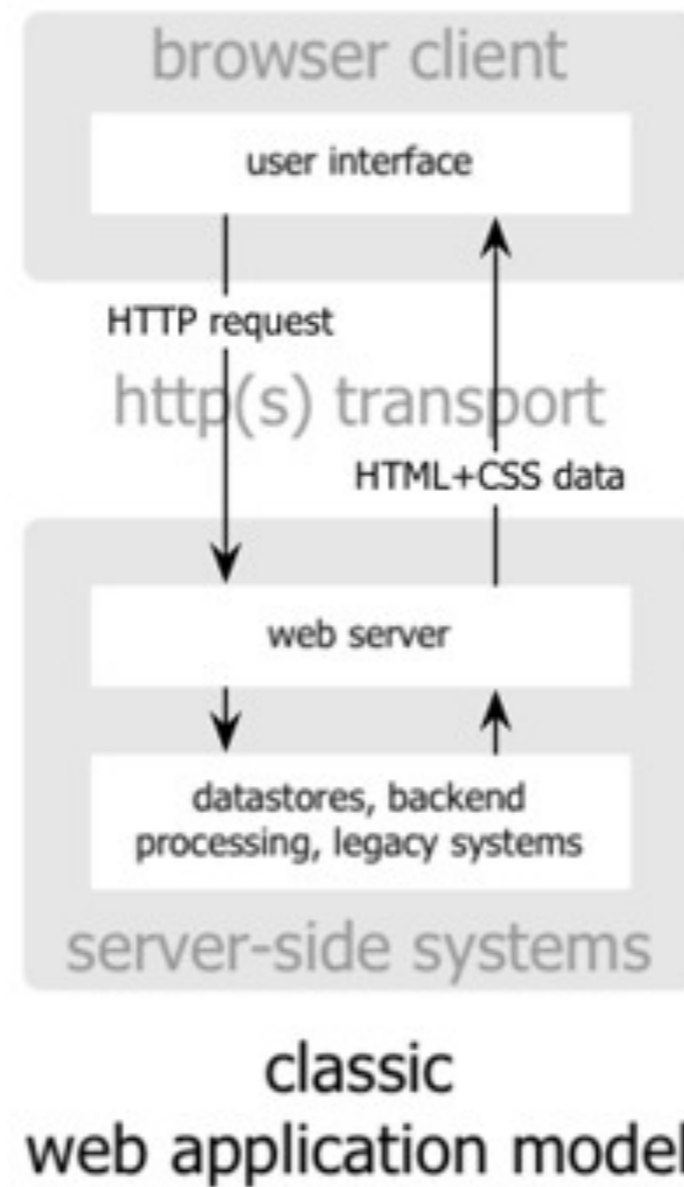 browser client
user interface
HTTP request
http(s) transport
HTML+CSS data
web server
datastores, backend
processing, legacy systems
server-side systems
classic
web application model